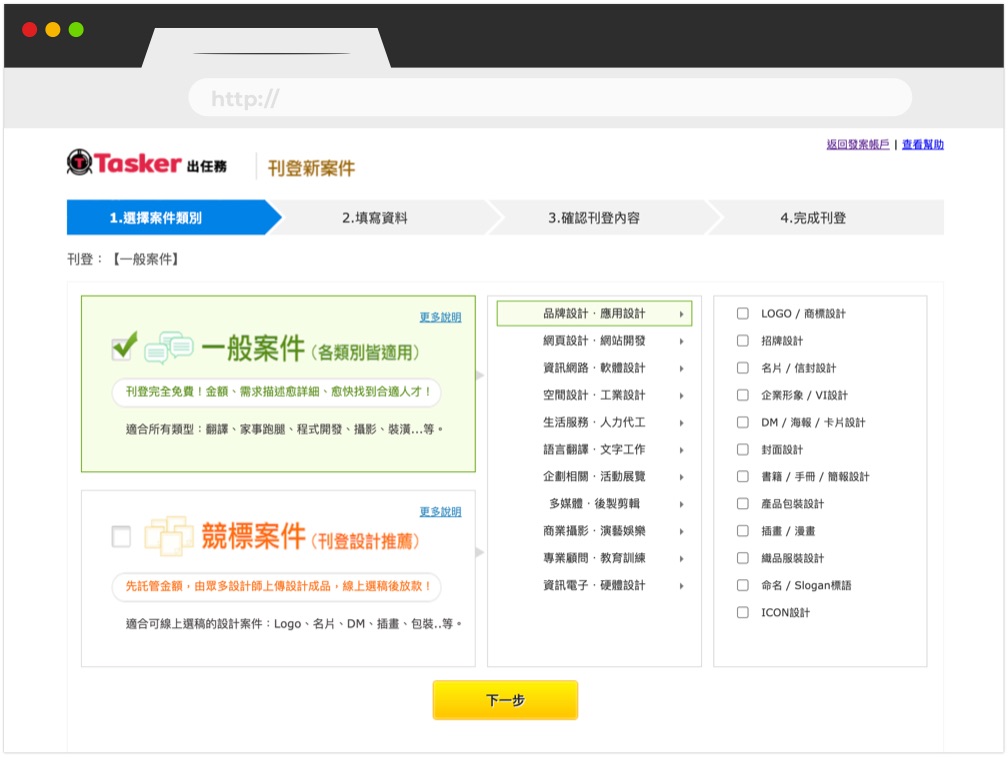 http://
返回發案帳戶 | 查看幫助
Tasker 出任務 刊登新案件
1.選擇案件類別 2.填寫資料 3.確認刊登內容 4.完成刊登
刊登：【一般案件】
更多說明
一般案件(各類別皆適用)
刊登完全免費！金額、需求描述愈詳細、愈快找到合適人才！
適合所有類型：翻譯、家事跑腿、程式開發、攝影、裝潢...等。
更多說明
競標案件(刊登設計推薦)
先託管金額，由眾多設計師上傳設計成品，線上選稿後放款！
適合可線上選稿的設計案件：Logo、名片、DM、插畫、包裝..等。
品牌設計．應用設計
網頁設計．網站開發
資訊網路．軟體設計
空間設計．工業設計
生活服務．人力代工
語言翻譯．文字工作
企劃相關．活動展覽
多媒體．後製剪輯
商業攝影．演藝娛樂
專業顧問．教育訓練
資訊電子．硬體設計
LOGO / 商標設計
招牌設計
名片 / 信封設計
企業形象 / VI設計
DM / 海報 / 卡片設計
封面設計
書籍 / 手冊 / 簡報設計
產品包裝設計
插畫 / 漫畫
織品服裝設計
命名 / Slogan標語
ICON設計
下一步